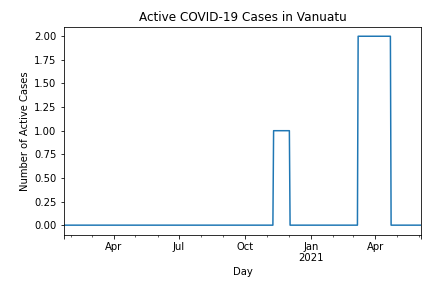 Active COVID-19 Cases in Vanuatu
2.00
1.75
1.50
1.25
1.00
0.75
0.50
0.25
0.00
Number of Active Cases
Apr Jul Oct Jan Apr
2021
Day